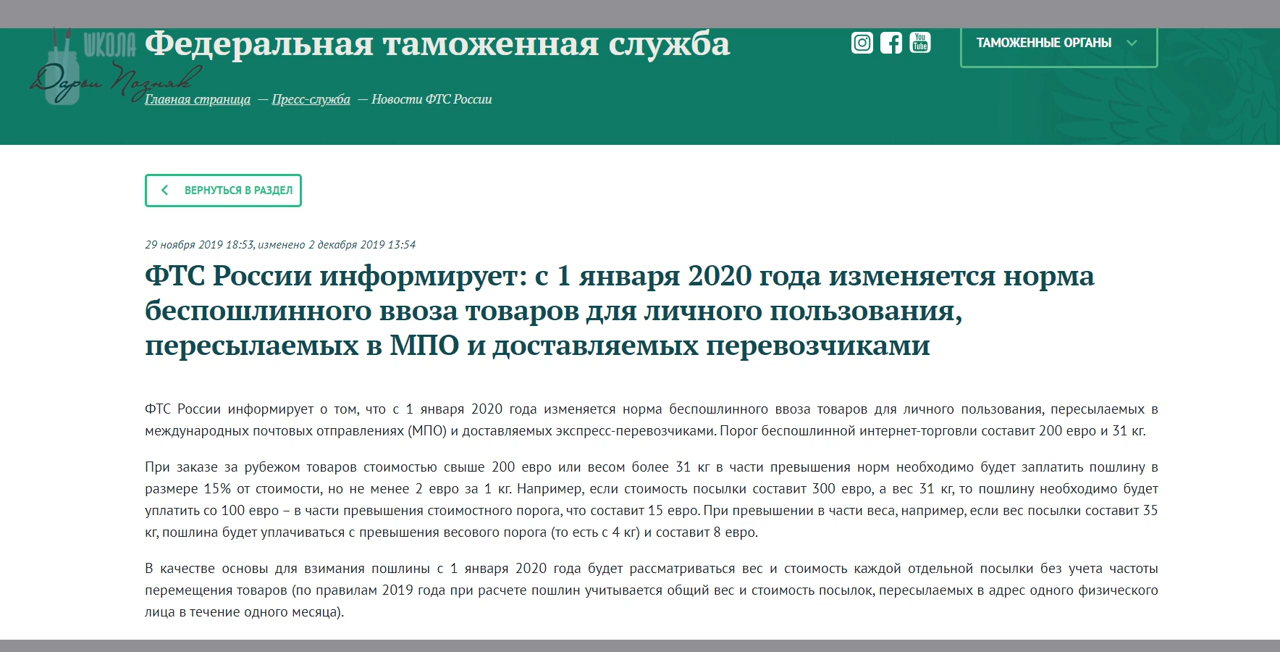 ШКОЛА
Дарьи Позняк
Федеральная таможенная служба
You Tube
ТАМОЖЕННЫЕ ОРГАНЫ
Главная страница — Пресс-служба — Новости ФТС России
ВЕРНУТЬСЯ В РАЗДЕЛ
29 ноября 2019 18:53, изменено 2 декабря 2019 13:54
ФТС России информирует: с 1 января 2020 года изменяется норма
беспошлинного ввоза товаров для личного пользования,
пересылаемых в МПО и доставляемых перевозчиками
ФТС России информирует о том, что с 1 января 2020 года изменяется норма беспошлинного ввоза товаров для личного пользования, пересылаемых в
международных почтовых отправлениях (МПО) и доставляемых экспресс-перевозчиками. Порог беспошлинной интернет-торговли составит 200 евро и 31 кг.
При заказе за рубежом товаров стоимостью свыше 200 евро или весом более 31 кг в части превышения норм необходимо будет заплатить пошлину в
размере 15% от стоимости, но не менее 2 евро за 1 кг. Например, если стоимость посылки составит 300 евро, а вес 31 кг, то пошлину необходимо будет
уплатить со 100 евро – в части превышения стоимостного порога, что составит 15 евро. При превышении в части веса, например, если вес посылки составит 35
кг, пошлина будет уплачиваться с превышения весового порога (то есть с 4 кг) и составит 8 евро.
В качестве основы для взимания пошлины с 1 января 2020 года будет рассматриваться вес и стоимость каждой отдельной посылки без учета частоты
перемещения товаров (по правилам 2019 года при расчете пошлин учитывается общий вес и стоимость посылок, пересылаемых в адрес одного физического
лица в течение одного месяца).